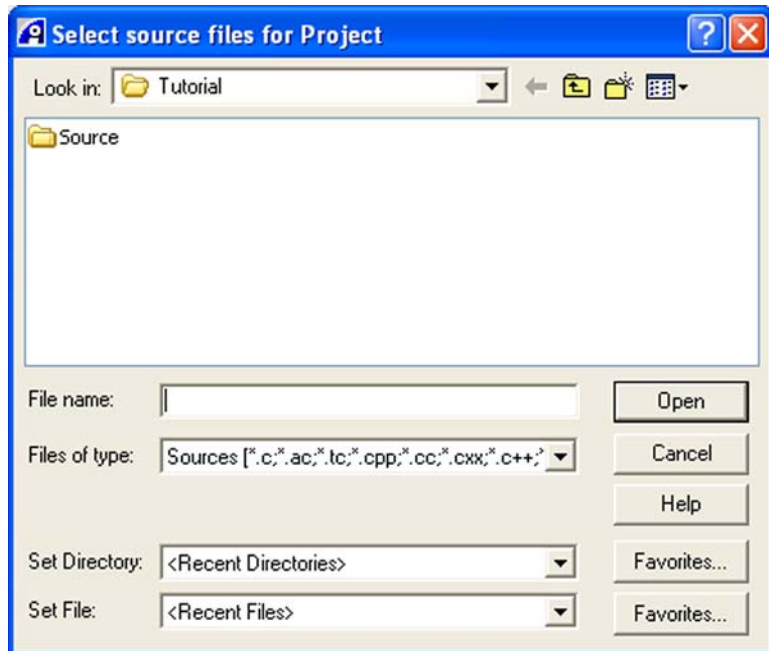 Select source files for Project
Look in: Tutorial
Source
File name:
Open
Files of type: Sources [*.c;*.ac;*.tc;*.cpp;*.cc;*.cxx;*.c++;*
Cancel
Help
Set Directory: <Recent Directories>
Favorites...
Set File: <Recent Files>
Favorites...